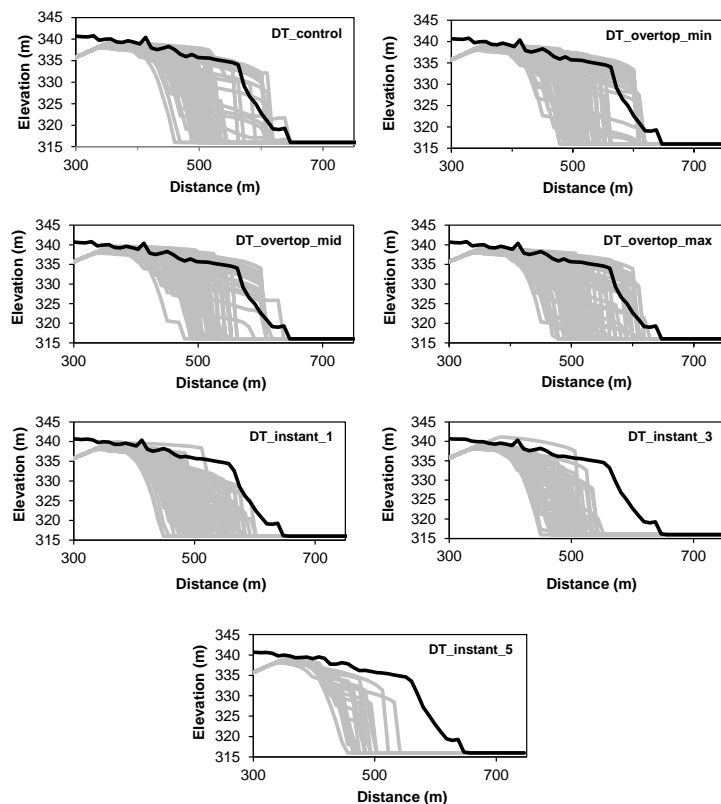 DT_control
Elevation (m)
345
340
335
330
325
320
315
300 500 700
Distance (m)
DT_overtop_min
Elevation (m)
345
340
335
330
325
320
315
300 500 700
Distance (m)
DT_overtop_mid
Elevation (m)
345
340
335
330
325
320
315
300 500 700
Distance (m)
DT_overtop_max
Elevation (m)
345
340
335
330
325
320
315
300 500 700
Distance (m)
DT_instant_1
Elevation (m)
345
340
335
330
325
320
315
300 500 700
Distance (m)
DT_instant_3
Elevation (m)
345
340
335
330
325
320
315
300 500 700
Distance (m)
DT_instant_5
Elevation (m)
345
340
335
330
325
320
315
300 500 700
Distance (m)